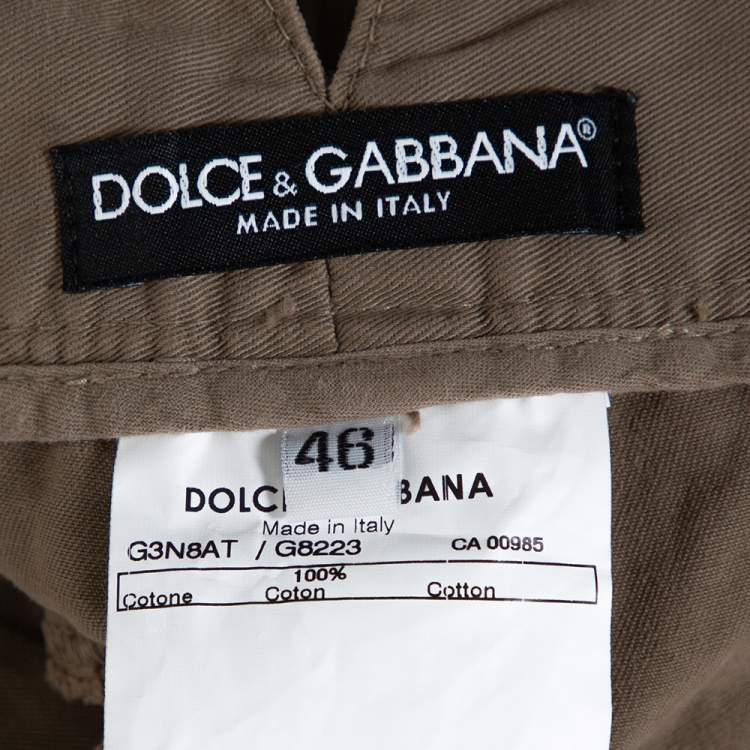 DOLCE & GABBANA®
MADE IN ITALY
46
DOLC BANA
Made in Italy
G3N8AT / G8223 CA 00985
100%
Cotone Coton Cotton